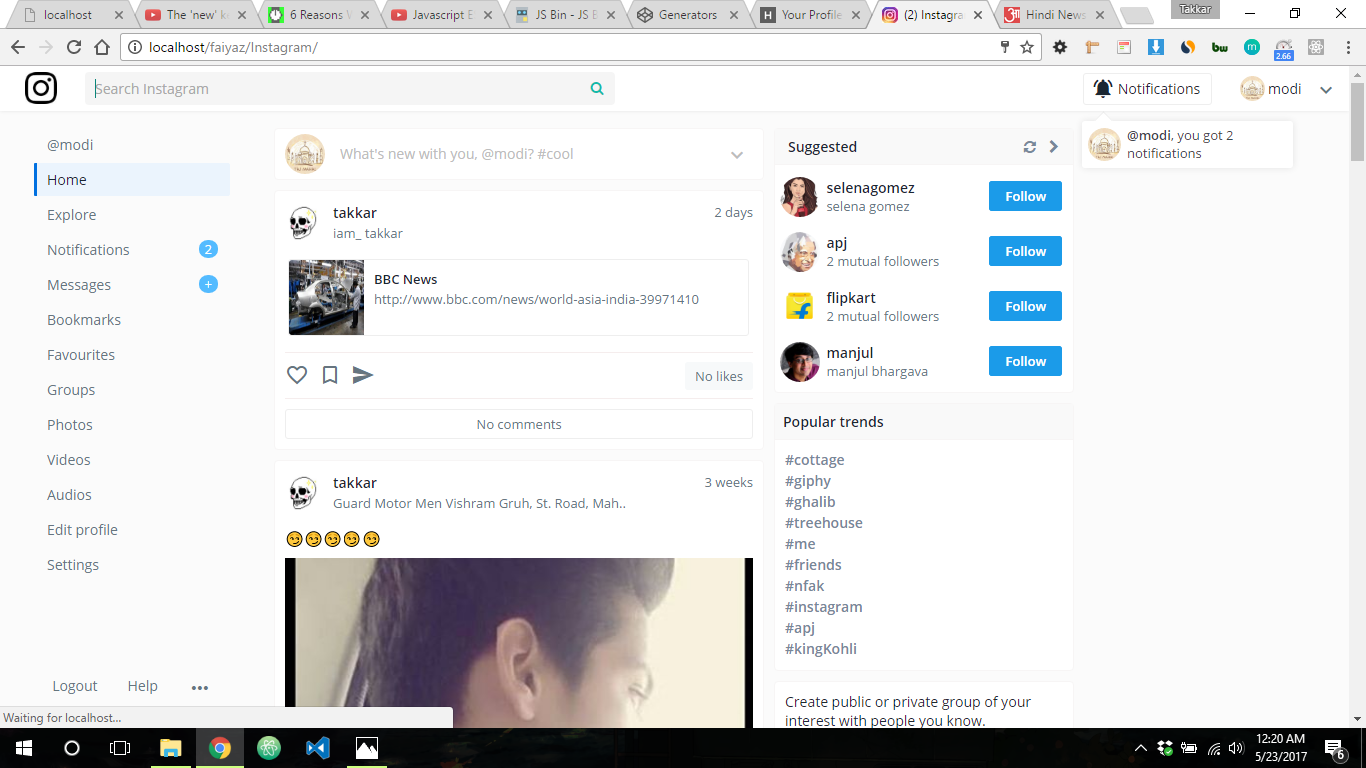 localhost
The 'new' k
6 Reasons
Javascript E
JS Bin - JS B
Generators
Your Profile
(2) Instagra
Hindi News
Takkar
localhost/faiyaz/Instagram/
bw
m
2.66
Search Instagram
Notifications
modi
@modi, you got 2
notifications
@modi
Home
Explore
Notifications 2
Messages +
Bookmarks
Favourites
Groups
Photos
Videos
Audios
Edit profile
Settings
Logout Help
What's new with you, @modi? #cool
takkar 2 days
iam_ takkar
BBC News
http://www.bbc.com/news/world-asia-india-39971410
No likes
No comments
takkar 3 weeks
Guard Motor Men Vishram Gruh, St. Road, Mah..
Suggested
selenagomez
selena gomez
Follow
apj
2 mutual followers
Follow
flipkart
2 mutual followers
Follow
manjul
manjul bhargava
Follow
Popular trends
#cottage
#giphy
#ghalib
#treehouse
#me
#friends
#nfak
#instagram
#apj
#kingKohli
Create public or private group of your
interest with people you know.
Waiting for localhost...
12:20 AM
5/23/2017
6